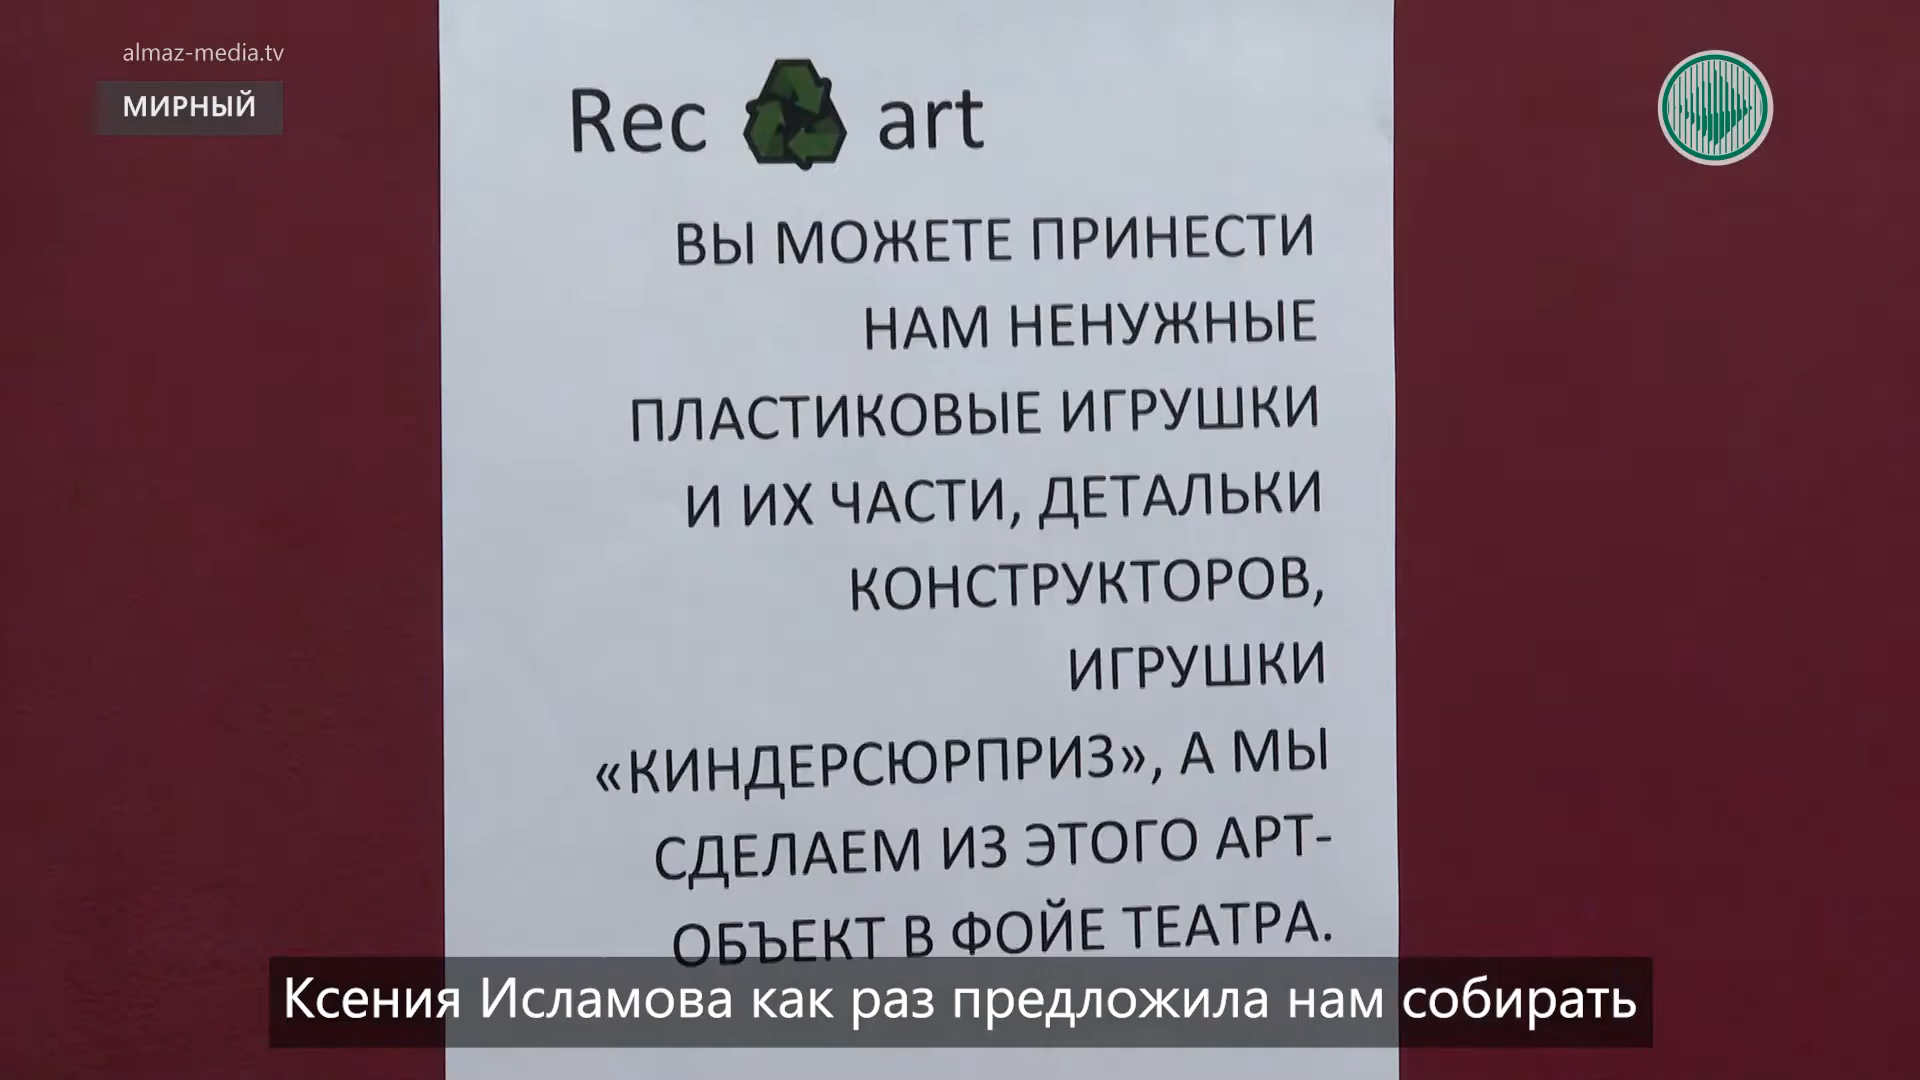 almaz-media.tv
МИРНЫЙ
Rec art
ВЫ МОЖЕТЕ ПРИНЕСТИ
НАМ НЕНУЖНЫЕ
ПЛАСТИКОВЫЕ ИГРУШКИ
И ИХ ЧАСТИ, ДЕТАЛЬКИ
КОНСТРУКТОРОВ,
ИГРУШКИ
«КИНДЕРСЮРПРИЗ», А МЫ
СДЕЛАЕМ ИЗ ЭТОГО АРТ-
ОБЪЕКТ В ФОЙЕ ТЕАТРА.
Ксения Исламова как раз предложила нам собирать